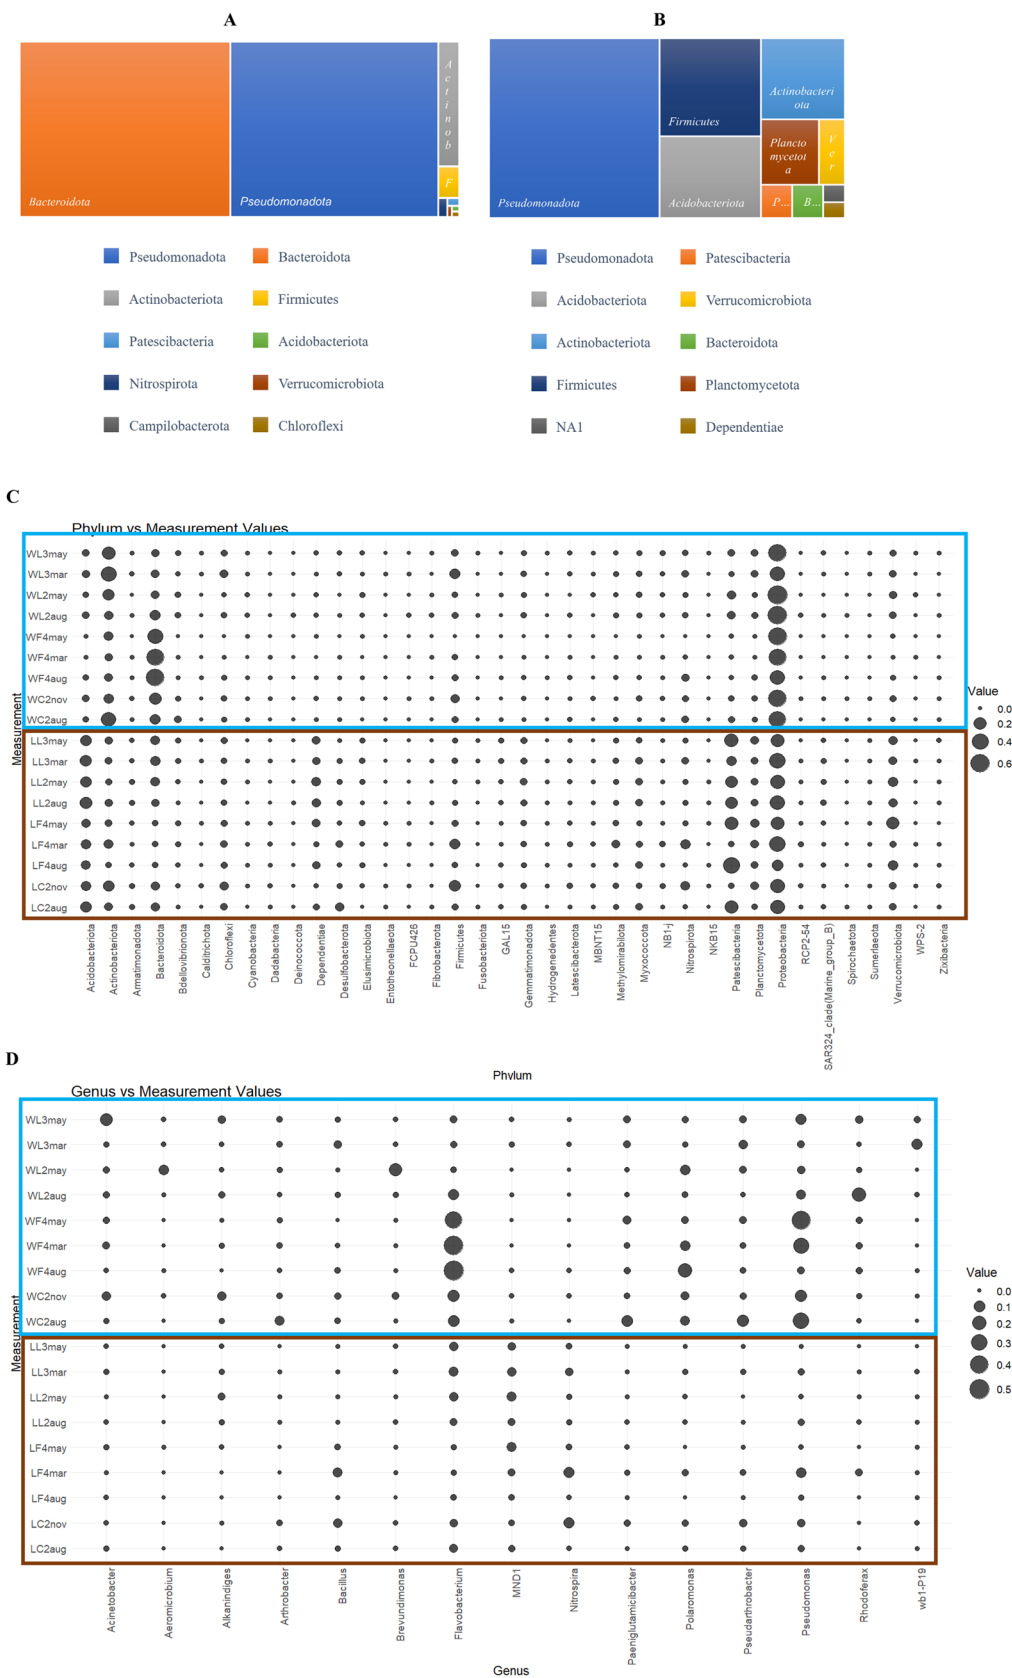 A
B
Actinob
F
Bacteroidota
Pseudomonadota
Firmicutes
Actinobacteri
ota
Plancto
mycetot
a
Ver
Pseudomonadota
Acidobacteriota
P...
B...
Pseudomonadota
Bacteroidota
Actinobacteriota
Firmicutes
Patescibacteria
Acidobacteriota
Nitrospirota
Verrucomicrobiota
Campilobacterota
Chloroflexi
Pseudomonadota
Patescibacteria
Acidobacteriota
Verrucomicrobiota
Actinobacteriota
Bacteroidota
Firmicutes
Planctomycetota
NA1
Dependentiae
C
Phylum vs Measurement Values
Measurement
WL3may
WL3mar
WL2may
WL2aug
WF4may
WF4mar
WF4aug
WC2nov
WC2aug
LL3may
LL3mar
LL2may
LL2aug
LF4may
LF4mar
LF4aug
LC2nov
LC2aug
Value
0.0
0.2
0.4
0.6
Acidobacteriota
Actinobacteriota
Armatimonadota
Bacteroidota
Bdellovibrionota
Calditrichota
Chloroflexi
Cyanobacteria
Dadabacteria
Deinococcota
Dependentiae
Desulfobacterota
Elusimicrobiota
Entotheonellaeota
FCPU426
Fibrobacterota
Firmicutes
Fusobacteriota
GAL15
Gemmatimonadota
Hydrogenedentes
Latescibacterota
MBNT15
Methylomirabilota
Myxococcota
NB1-j
Nitrospirota
NKB15
Patescibacteria
Planctomycetota
Proteobacteria
RCP2-54
SAR324_clade(Marine_group_B)
Spirochaetota
Sumerlaeota
Verrucomicrobiota
WPS-2
Zixibacteria
Phylum
D
Genus vs Measurement Values
Measurement
WL3may
WL3mar
WL2may
WL2aug
WF4may
WF4mar
WF4aug
WC2nov
WC2aug
LL3may
LL3mar
LL2may
LL2aug
LF4may
LF4mar
LF4aug
LC2nov
LC2aug
Value
0.0
0.1
0.2
0.3
0.4
0.5
Acinetobacter
Aeromicrobium
Alkanindiges
Arthrobacter
Bacillus
Brevundimonas
Flavobacterium
MND1
Nitrospira
Paeniglutamicibacter
Polaromonas
Pseudarthrobacter
Pseudomonas
Rhodoferax
wb1-P19
Genus